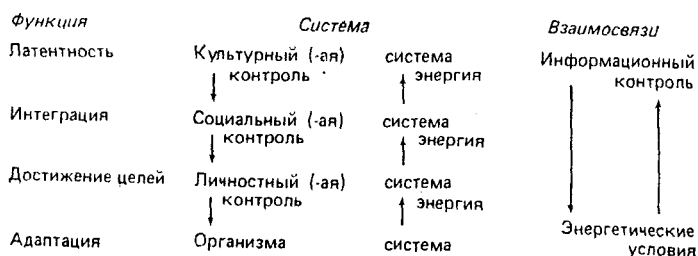 Функция Система Взаимосвязи
Латентность Культурный (-ая) система Информационный
контроль энергия контроль
Интеграция Социальный (-ая) система
контроль энергия
Достижение целей Личностный (-ая) система
контроль энергия
Адаптация Организма система Энергетические
условия